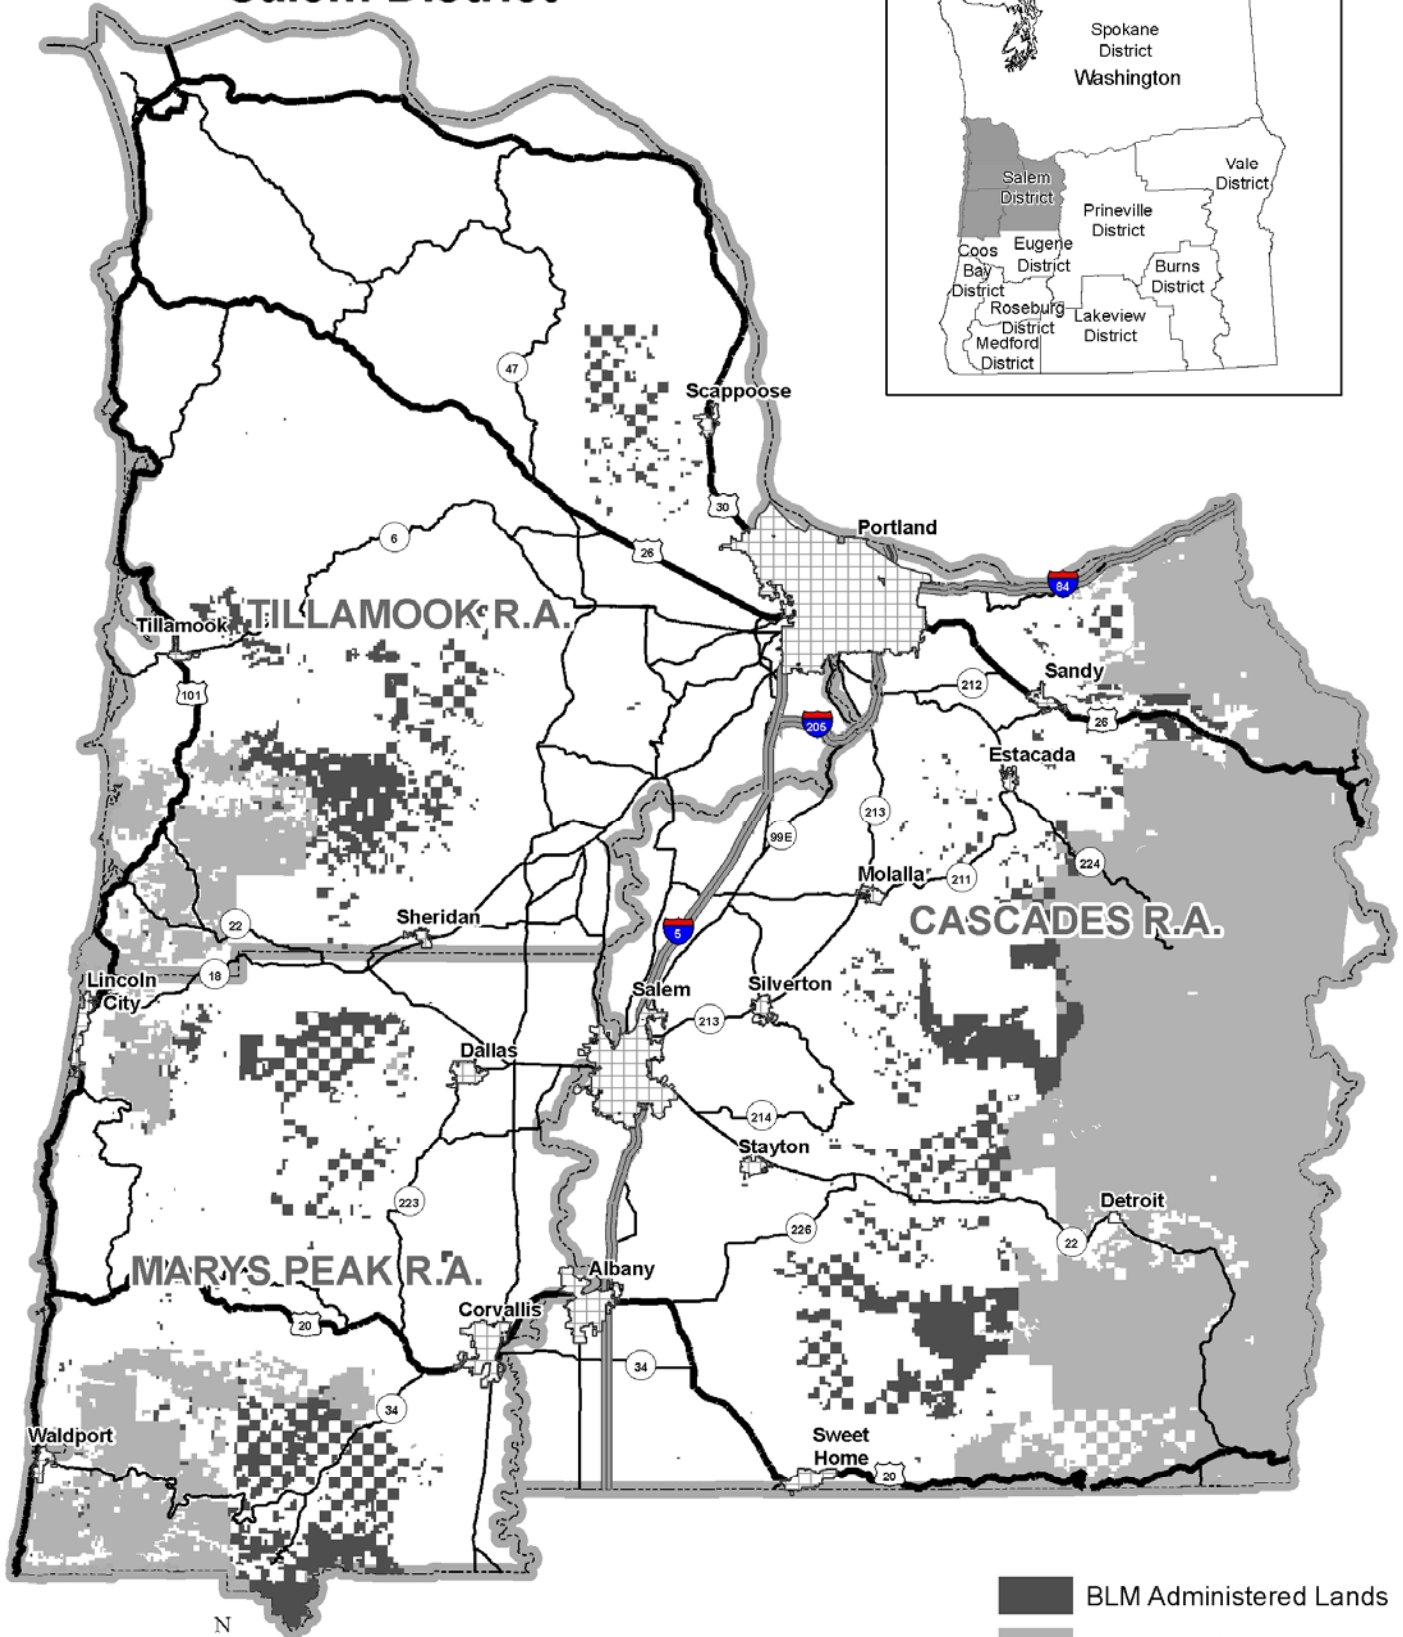 Salem District
Spokane
District
Washington
Vale
District
Salem
District
Prineville
District
Coos
Bay
District
Eugene
District
Burns
District
Roseburg
District
Lakeview
District
Medford
District
47
Scappoose
30
Portland
6
26
84
TILLAMOOK R.A.
Tillamook
101
Sandy
212
26
205
Estacada
213
99E
224
Molalla
211
CASCADES R.A.
Sheridan
22
5
18
Lincoln
City
Salem
Silverton
213
Dallas
214
Stayton
223
Detroit
226
22
MARYS PEAK R.A.
Albany
Corvallis
20
34
34
Waldport
Sweet
Home
20
BLM Administered Lands
N